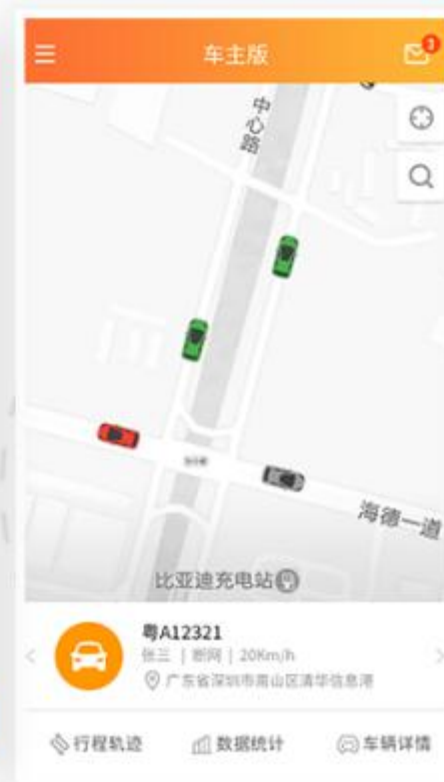 车主版
3
中心路
海德一道
比亚迪充电站
粤A12321
张三 | 断网 | 20Km/h
广东省深圳市南山区清华信息港
行程轨迹 数据统计 车辆详情